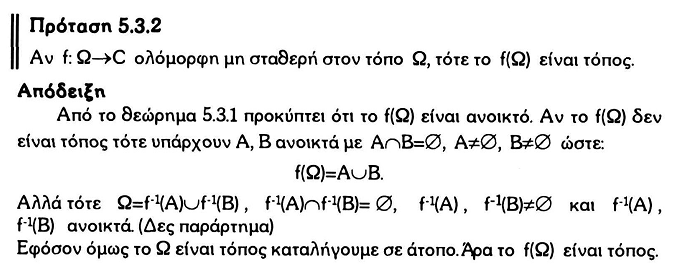 Πρόταση 5.3.2
Αν f: Ω→C ολόμορφη μη σταθερή στον τόπο Ω, τότε το f(Ω) είναι τόπος.
Απόδειξη
Από το θεώρημα 5.3.1 προκύπτει ότι το f(Ω) είναι ανοικτό. Αν το f(Ω) δεν
είναι τόπος τότε υπάρχουν Α, Β ανοικτά με Α∩Β=∅, Α≠∅, Β≠∅ ώστε:
f(Ω)=Α∪Β.
Αλλά τότε Ω=f⁻¹(Α)∪f⁻¹(Β), f⁻¹(Α)∩f⁻¹(Β)= ∅, f⁻¹(Α), f⁻¹(Β)≠∅ και f⁻¹(Α),
f⁻¹(Β) ανοικτά. (Δες παράρτημα)
Εφόσον όμως το Ω είναι τόπος καταλήγουμε σε άτοπο. Άρα το f(Ω) είναι τόπος.